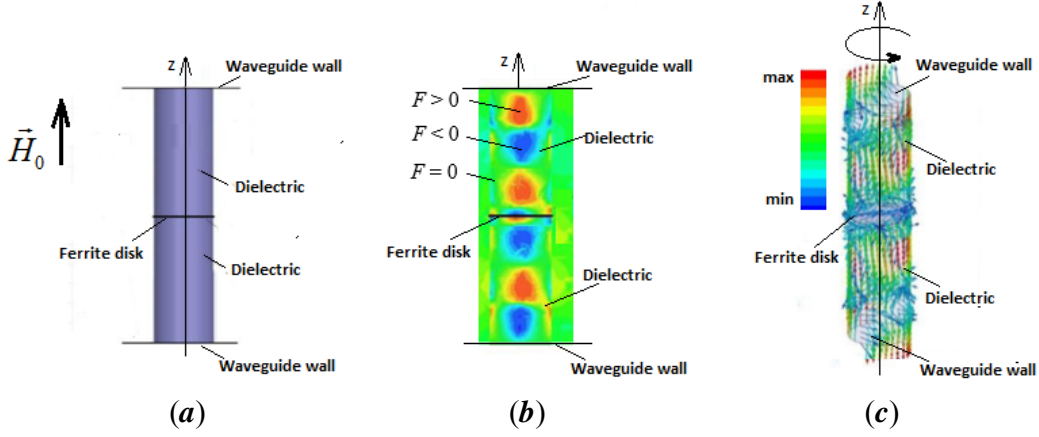 z
Waveguide wall
H⃗₀
Dielectric
Ferrite disk
Dielectric
Waveguide wall
(a)
z
Waveguide wall
F > 0
F < 0
Dielectric
F = 0
Ferrite disk
Dielectric
Waveguide wall
(b)
z
Waveguide wall
max
Dielectric
min
Ferrite disk
Dielectric
Waveguide wall
(c)